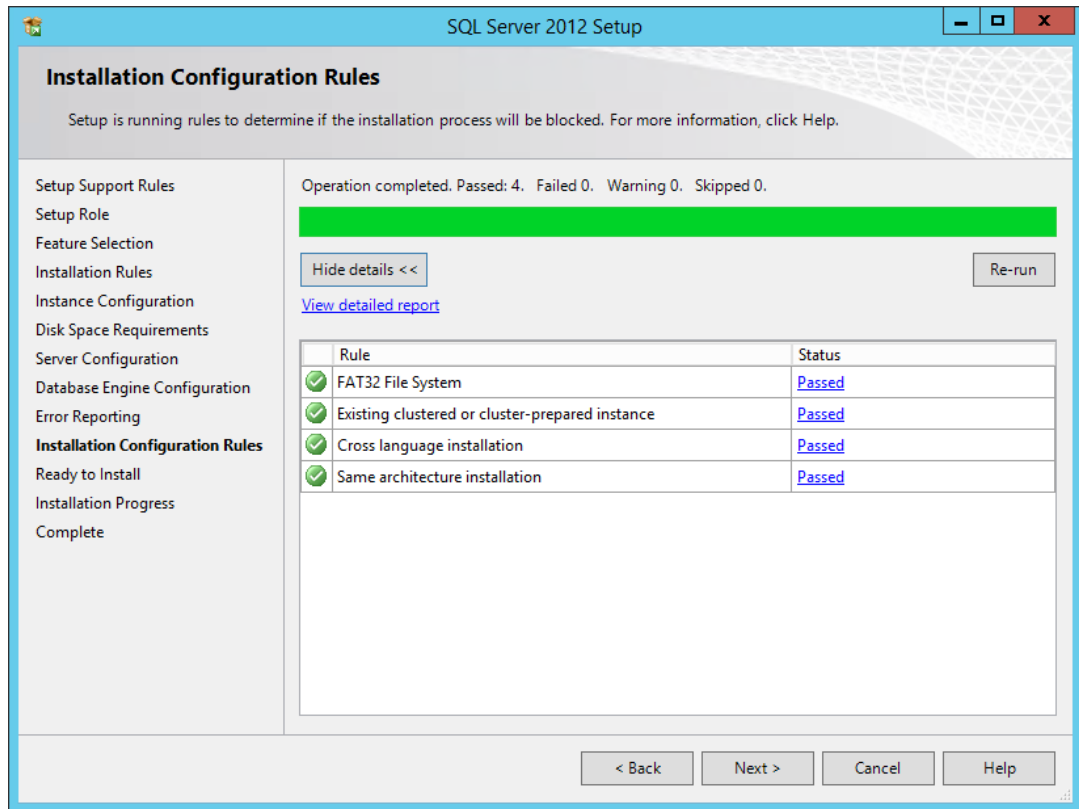 SQL Server 2012 Setup
x
Installation Configuration Rules
Setup is running rules to determine if the installation process will be blocked. For more information, click Help.
Setup Support Rules
Setup Role
Feature Selection
Installation Rules
Instance Configuration
Disk Space Requirements
Server Configuration
Database Engine Configuration
Error Reporting
Installation Configuration Rules
Ready to Install
Installation Progress
Complete
Operation completed. Passed: 4. Failed 0. Warning 0. Skipped 0.
Hide details << Re-run
View detailed report
Rule Status
FAT32 File System Passed
Existing clustered or cluster-prepared instance Passed
Cross language installation Passed
Same architecture installation Passed
< Back Next > Cancel Help